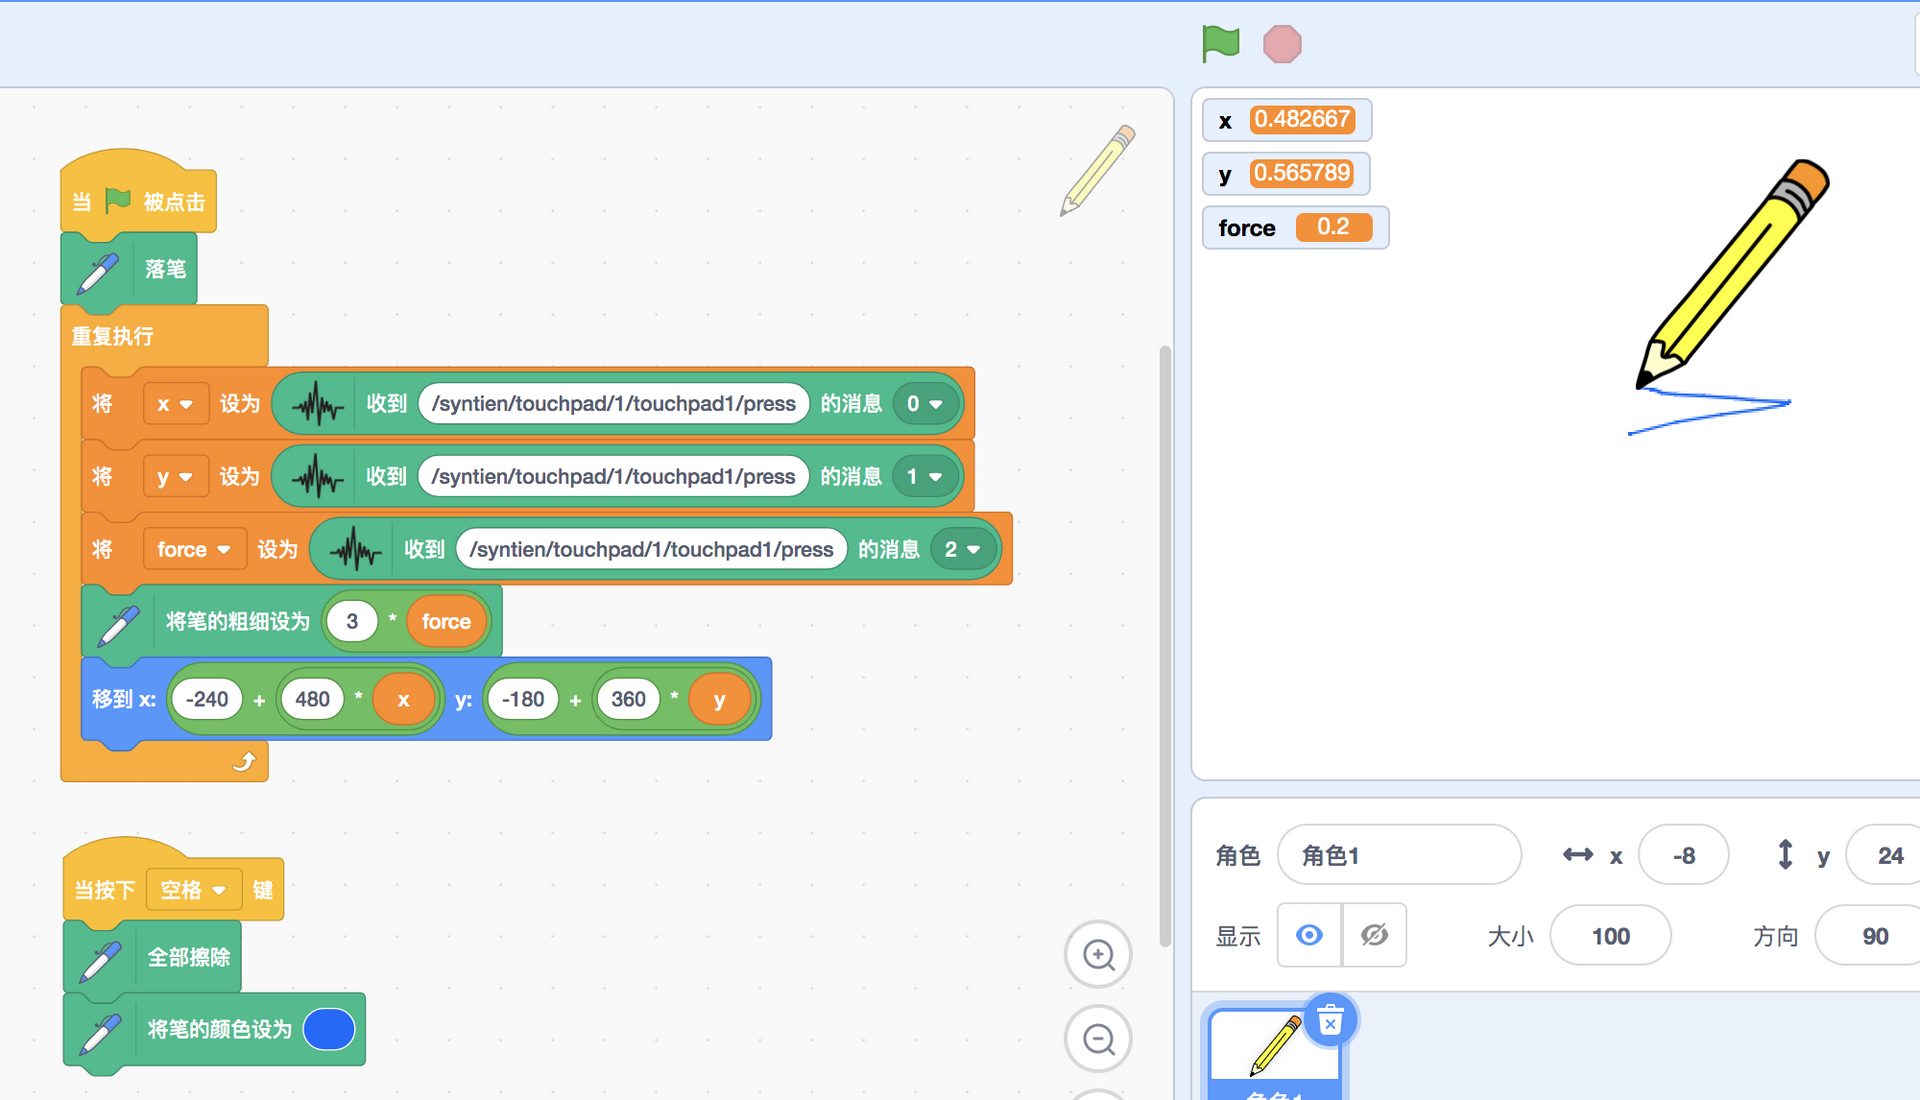 当 被点击
落笔
重复执行
将 x 设为 收到 /syntien/touchpad/1/touchpad1/press 的消息 0
将 y 设为 收到 /syntien/touchpad/1/touchpad1/press 的消息 1
将 force 设为 收到 /syntien/touchpad/1/touchpad1/press 的消息 2
将笔的粗细设为 3 * force
移到 x: -240 + 480 * x y: -180 + 360 * y
当按下 空格 键
全部擦除
将笔的颜色设为
x 0.482667
y 0.565789
force 0.2
角色 角色1 x -8 y 24
显示 大小 100 方向 90
角色1